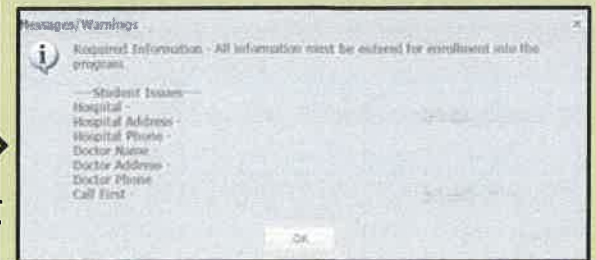 Messages/Warnings
Required Information - All information must be entered for enrollment into the
program
-----Student Issues-----
Hospital -
Hospital Address -
Hospital Phone -
Doctor Name
Doctor Address -
Doctor Phone
Call First
OK